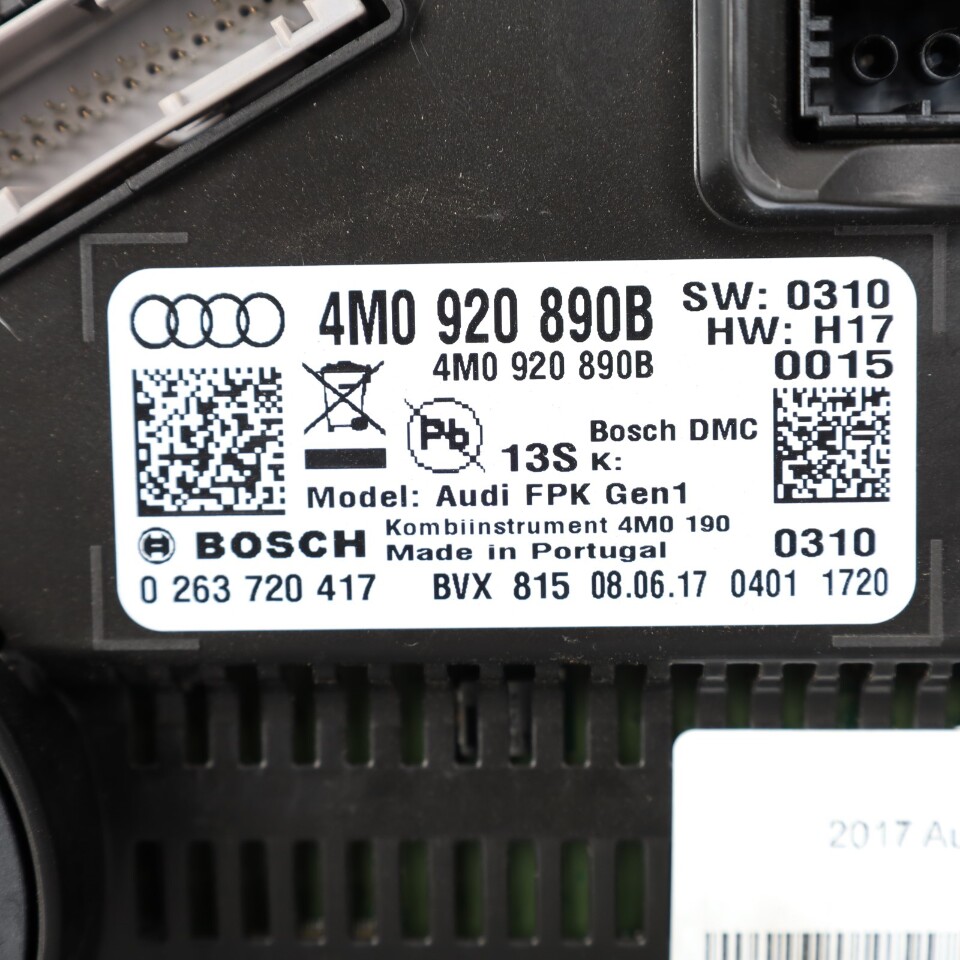 4M0 920 890B SW: 0310
HW: H17
4M0 920 890B 0015
Pb
13S Bosch DMC
K:
Model: Audi FPK Gen1
BOSCH Kombiinstrument 4M0 190
Made in Portugal 0310
0 263 720 417 BVX 815 08.06.17 0401 1720
2017